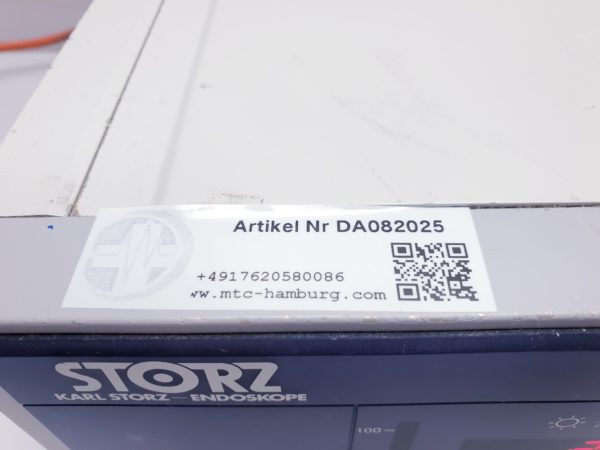 Artikel Nr DA082025
+4917620580086
ww.mtc-hamburg.com
STORZ
KARL STORZ—ENDOSKOPE
100